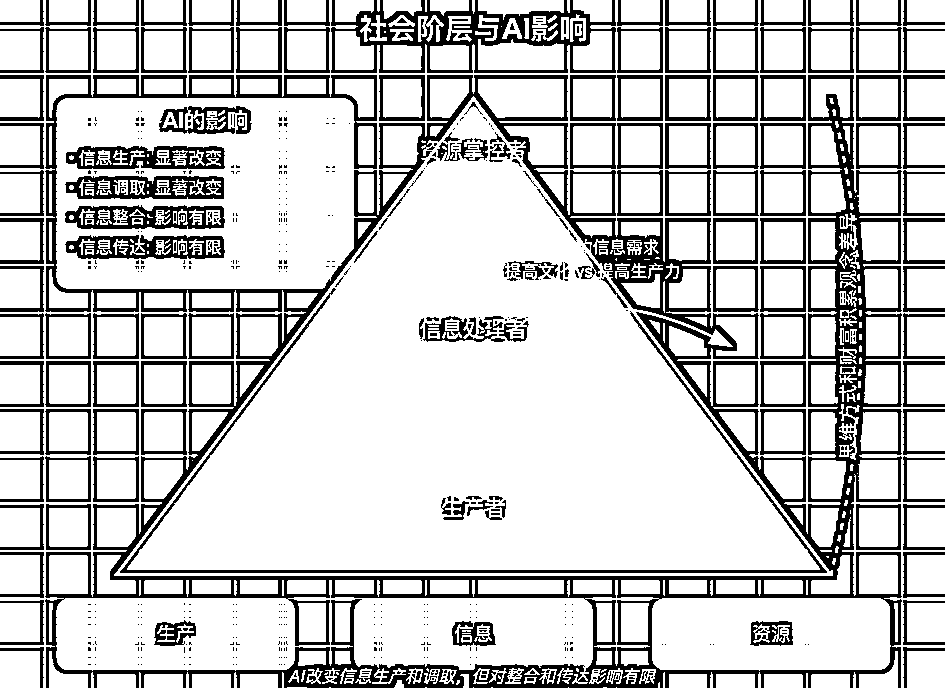 社会阶层与AI影响
AI的影响
• 信息生产: 显著改变
• 信息调取: 显著改变
• 信息整合: 影响有限
• 信息传达: 影响有限
资源掌控者
信息需求
提高文化 vs 提高生产力
信息处理者
思维方式和财富积累观念差异
生产者
生产
信息
资源
AI改变信息生产和调取，但对整合和传达影响有限